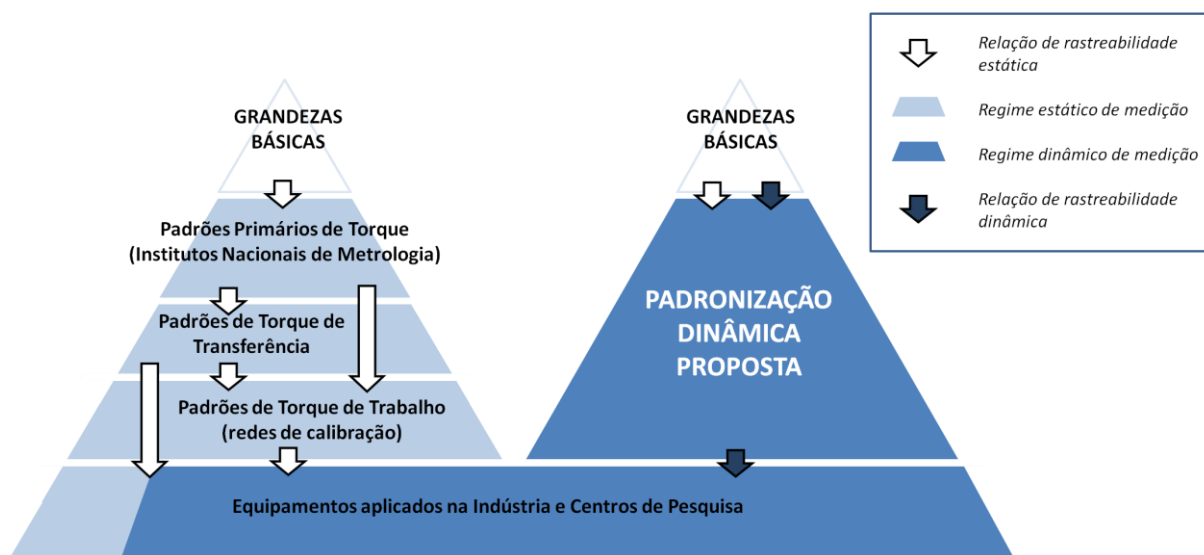 GRANDEZAS
BÁSICAS
Padrões Primários de Torque
(Institutos Nacionais de Metrologia)
Padrões de Torque de
Transferência
Padrões de Torque de Trabalho
(redes de calibração)
GRANDEZAS
BÁSICAS
PADRONIZAÇÃO
DINÂMICA
PROPOSTA
Equipamentos aplicados na Indústria e Centros de Pesquisa
Relação de rastreabilidade
estática
Regime estático de medição
Regime dinâmico de medição
Relação de rastreabilidade
dinâmica